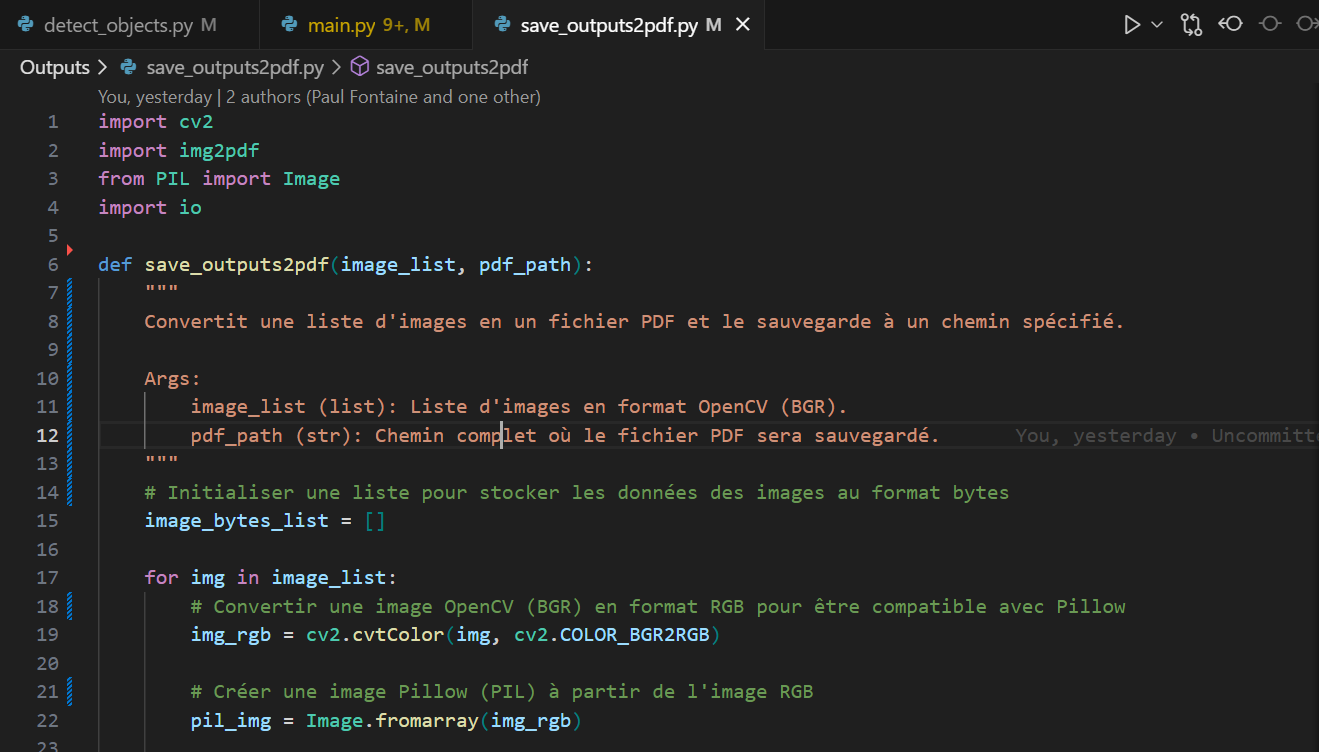 detect_objects.py M
main.py 9+, M
save_outputs2pdf.py M
Outputs > save_outputs2pdf.py > save_outputs2pdf
You, yesterday | 2 authors (Paul Fontaine and one other)
1 import cv2
2 import img2pdf
3 from PIL import Image
4 import io
5
6 def save_outputs2pdf(image_list, pdf_path):
7 """
8 Convertit une liste d'images en un fichier PDF et le sauvegarde à un chemin spécifié.
9
10 Args:
11 image_list (list): Liste d'images en format OpenCV (BGR).
12 pdf_path (str): Chemin complet où le fichier PDF sera sauvegardé. You, yesterday • Uncommitt
13 """
14 # Initialiser une liste pour stocker les données des images au format bytes
15 image_bytes_list = []
16
17 for img in image_list:
18 # Convertir une image OpenCV (BGR) en format RGB pour être compatible avec Pillow
19 img_rgb = cv2.cvtColor(img, cv2.COLOR_BGR2RGB)
20
21 # Créer une image Pillow (PIL) à partir de l'image RGB
22 pil_img = Image.fromarray(img_rgb)
23